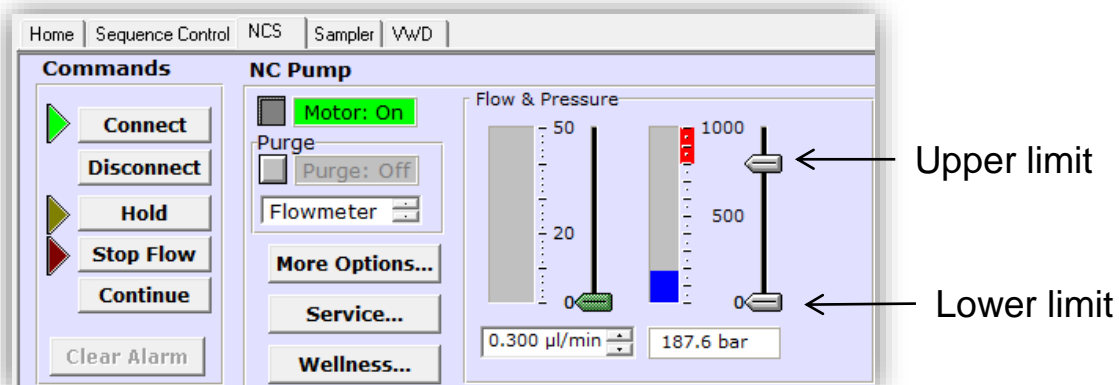 Home Sequence Control NCS Sampler VWD
Commands
Connect
Disconnect
Hold
Stop Flow
Continue
Clear Alarm
NC Pump
Motor: On
Purge
Purge: Off
Flowmeter
More Options...
Service...
Wellness...
Flow & Pressure
50
20
0
0.300 µl/min
1000
500
0
187.6 bar
Upper limit
Lower limit